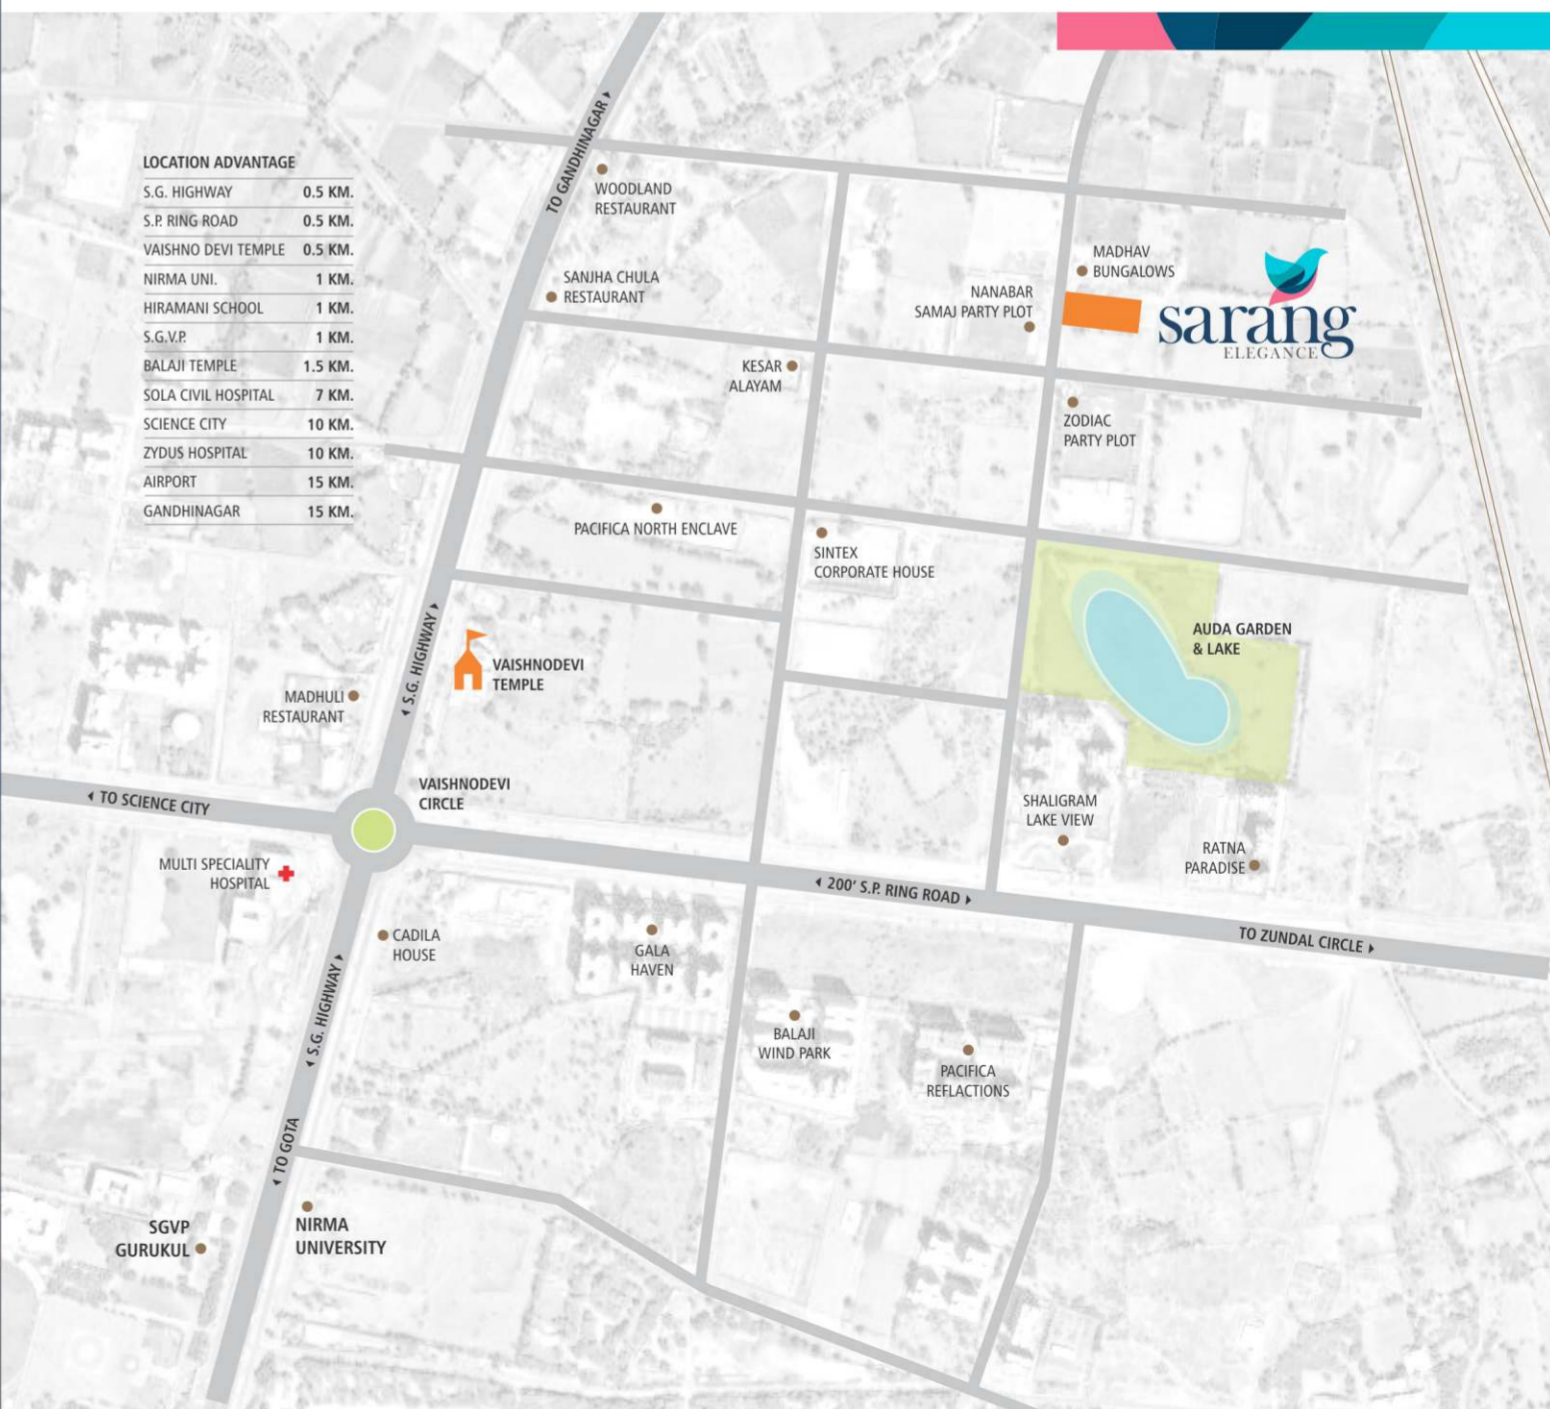 LOCATION ADVANTAGE
S.G. HIGHWAY 0.5 KM.
S.P. RING ROAD 0.5 KM.
VAISHNO DEVI TEMPLE 0.5 KM.
NIRMA UNI. 1 KM.
HIRAMANI SCHOOL 1 KM.
S.G.V.P. 1 KM.
BALAJI TEMPLE 1.5 KM.
SOLA CIVIL HOSPITAL 7 KM.
SCIENCE CITY 10 KM.
ZYDUS HOSPITAL 10 KM.
AIRPORT 15 KM.
GANDHINAGAR 15 KM.
TO GANDHINAGAR
WOODLAND
RESTAURANT
SANJHA CHULA
RESTAURANT
MADHAV
BUNGALOWS
NANABAR
SAMAJ PARTY PLOT
sarang
ELEGANCE
KESAR
ALAYAM
ZODIAC
PARTY PLOT
PACIFICA NORTH ENCLAVE
SINTEX
CORPORATE HOUSE
AUDA GARDEN
& LAKE
S.G. HIGHWAY
VAISHNODEVI
TEMPLE
MADHULI
RESTAURANT
VAISHNODEVI
CIRCLE
TO SCIENCE CITY
SHALIGRAM
LAKE VIEW
RATNA
PARADISE
MULTI SPECIALITY
HOSPITAL
200' S.P. RING ROAD
TO ZUNDAL CIRCLE
CADILA
HOUSE
GALA
HAVEN
S.G. HIGHWAY
BALAJI
WIND PARK
PACIFICA
REFLACTIONS
TO GOTA
SGVP
GURUKUL
NIRMA
UNIVERSITY